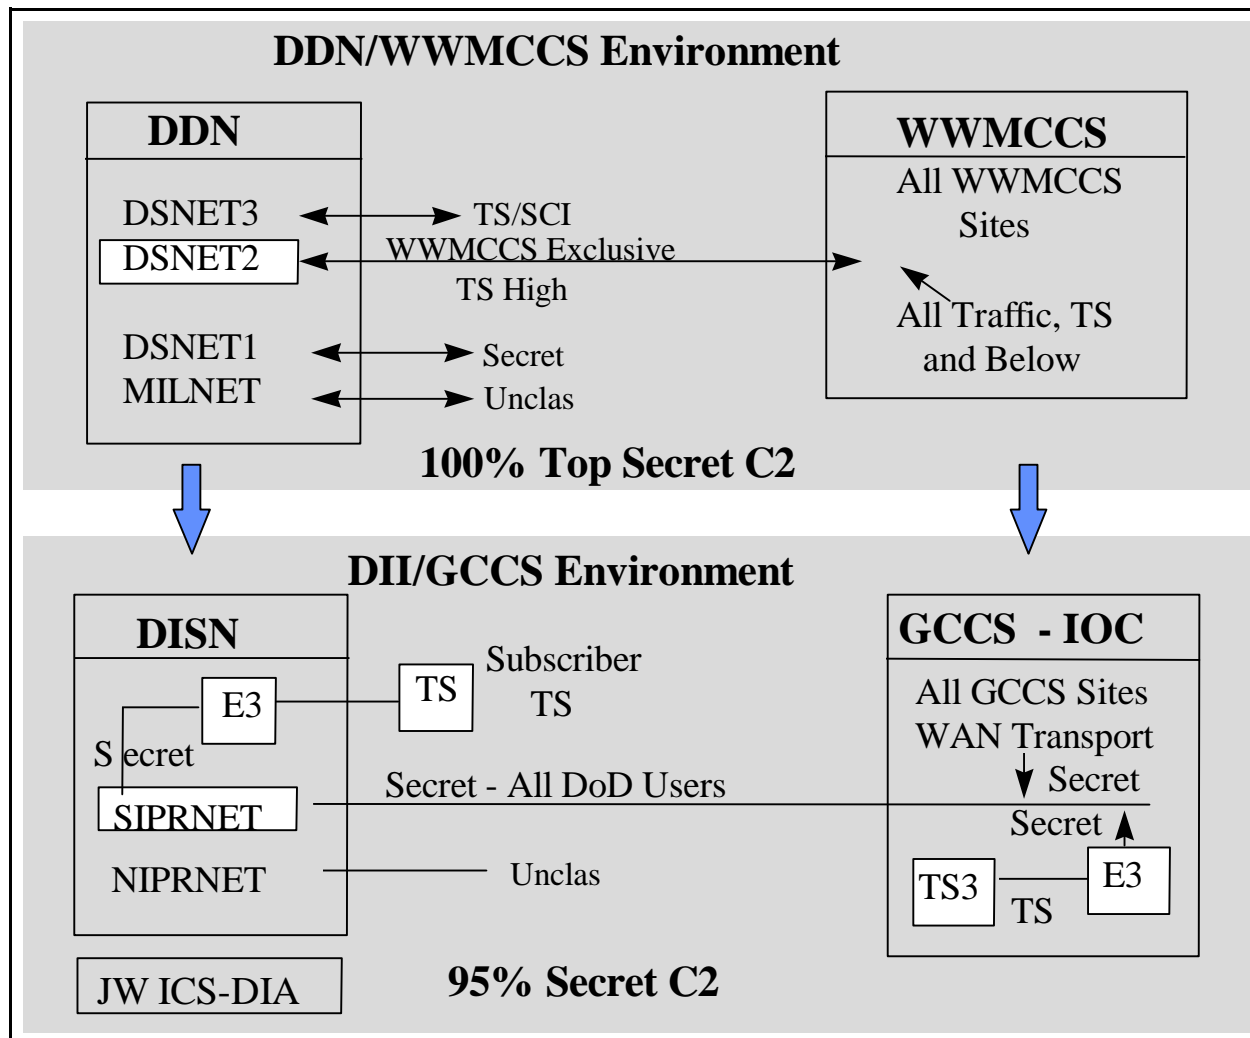 DDN/WWMCCS Environment
DDN
DSNET3
DSNET2
DSNET1
MILNET
TS/SCI
WWMCCS Exclusive
TS High
Secret
Unclas
WWMCCS
All WWMCCS
Sites
All Traffic, TS
and Below
100% Top Secret C2
DII/GCCS Environment
DISN
E3
S ecret
SIPRNET
NIPRNET
TS
Subscriber
TS
Secret - All DoD Users
Unclas
GCCS - IOC
All GCCS Sites
WAN Transport
Secret
Secret
TS3
TS
E3
JW ICS-DIA
95% Secret C2